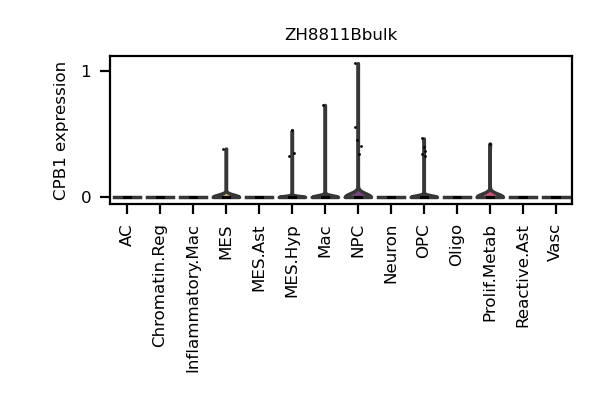 ZH8811Bbulk
CPB1 expression
1
0
AC
Chromatin.Reg
Inflammatory.Mac
MES
MES.Ast
MES.Hyp
Mac
NPC
Neuron
OPC
Oligo
Prolif.Metab
Reactive.Ast
Vasc